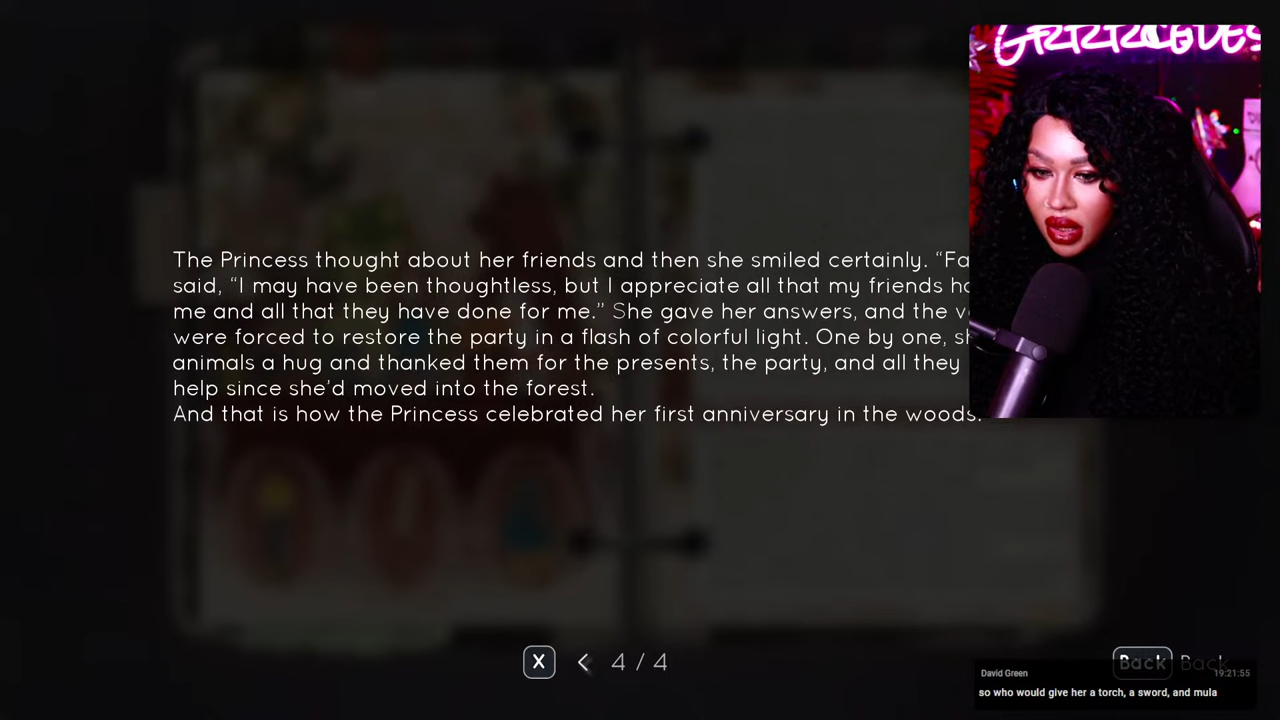 The Princess thought about her friends and then she smiled certainly. “Fa
said, “I may have been thoughtless, but I appreciate all that my friends
me and all that they have done for me.” She gave her answers, and the
were forced to restore the party in a flash of colorful light. One by one,
animals a hug and thanked them for the presents, the party, and all they
help since she’d moved into the forest.
And that is how the Princess celebrated her first anniversary in the woods.
X < 4 / 4
Back Back
David Green 19:21:55
so who would give her a torch, a sword, and mula